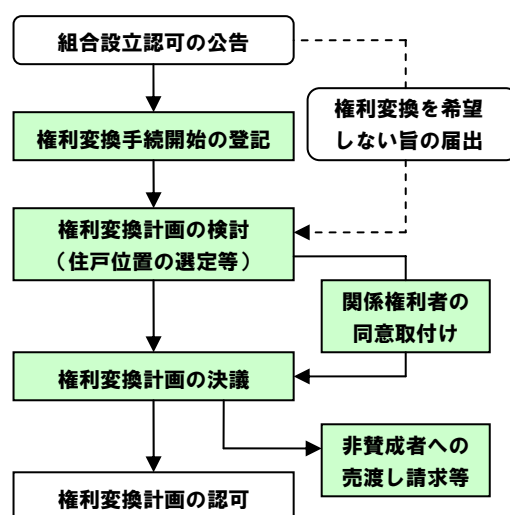 組合設立認可の公告
権利変換を希望
しない旨の届出
権利変換手続開始の登記
権利変換計画の検討
（住戸位置の選定等）
関係権利者の
同意取付け
権利変換計画の決議
非賛成者への
売渡し請求等
権利変換計画の認可